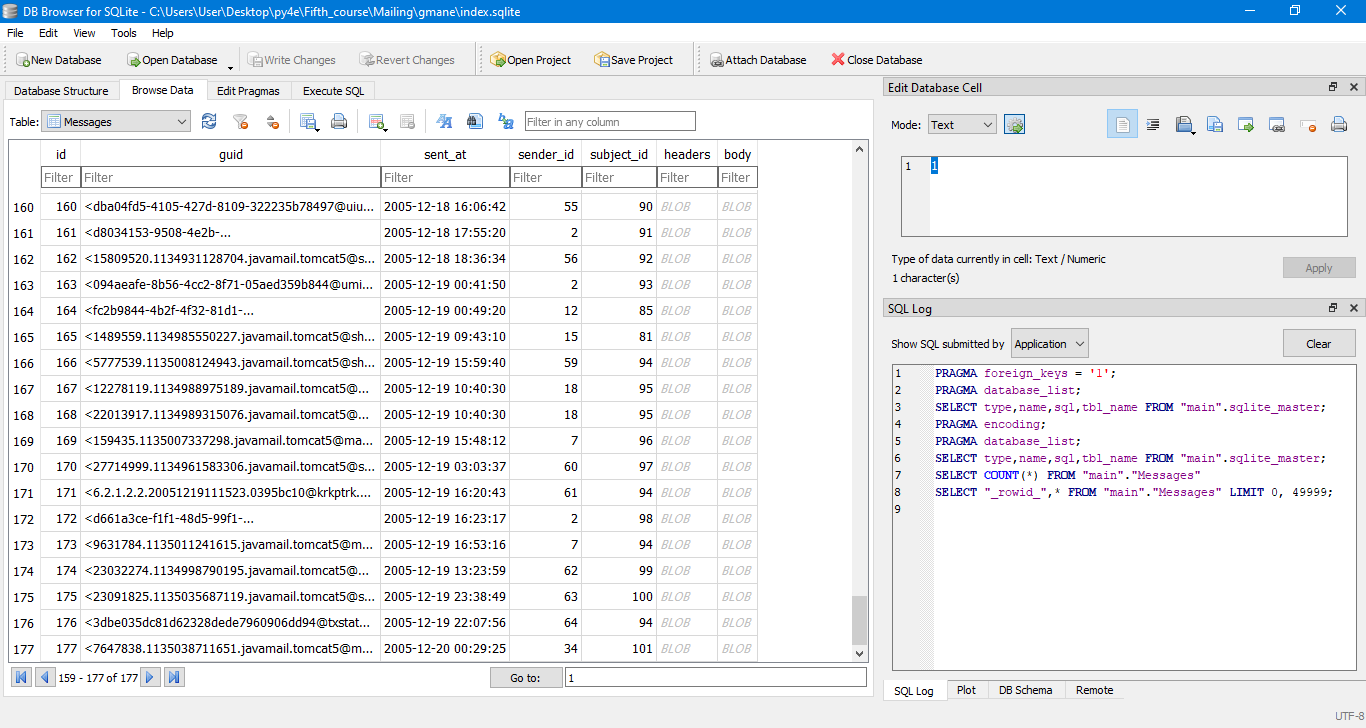 DB Browser for SQLite - C:\Users\User\Desktop\py4e\Fifth_course\Mailing\gmane\index.sqlite
File Edit View Tools Help
New Database Open Database Write Changes Revert Changes Open Project Save Project Attach Database Close Database
Database Structure Browse Data Edit Pragmas Execute SQL
Table: Messages Filter in any column
id guid sent_at sender_id subject_id headers body
Filter Filter Filter Filter Filter Filter Filter
160 160 <dba04fd5-4105-427d-8109-322235b78497@uiu... 2005-12-18 16:06:42 55 90 BLOB BLOB
161 161 <d8034153-9508-4e2b-... 2005-12-18 17:55:20 2 91 BLOB BLOB
162 162 <15809520.1134931128704.javamail.tomcat5@s... 2005-12-18 18:36:34 56 92 BLOB BLOB
163 163 <094aeafe-8b56-4cc2-8f71-05aed359b844@umi... 2005-12-19 00:41:50 2 93 BLOB BLOB
164 164 <fc2b9844-4b2f-4f32-81d1-... 2005-12-19 00:49:20 12 85 BLOB BLOB
165 165 <1489559.1134985550227.javamail.tomcat5@sh... 2005-12-19 09:43:10 15 81 BLOB BLOB
166 166 <5777539.1135008124943.javamail.tomcat5@sh... 2005-12-19 15:59:40 59 94 BLOB BLOB
167 167 <12278119.1134988975189.javamail.tomcat5@... 2005-12-19 10:40:30 18 95 BLOB BLOB
168 168 <22013917.1134989315076.javamail.tomcat5@... 2005-12-19 10:40:30 18 95 BLOB BLOB
169 169 <159435.1135007337298.javamail.tomcat5@ma... 2005-12-19 15:48:12 7 96 BLOB BLOB
170 170 <27714999.1134961583306.javamail.tomcat5@... 2005-12-19 03:03:37 60 97 BLOB BLOB
171 171 <6.2.1.2.2.20051219111523.0395bc10@krkptrk.... 2005-12-19 16:20:43 61 94 BLOB BLOB
172 172 <d661a3ce-f1f1-48d5-99f1-... 2005-12-19 16:23:17 2 98 BLOB BLOB
173 173 <9631784.1135011241615.javamail.tomcat5@m... 2005-12-19 16:53:16 7 94 BLOB BLOB
174 174 <23032274.1134998790195.javamail.tomcat5@... 2005-12-19 13:23:59 62 99 BLOB BLOB
175 175 <23091825.1135035687119.javamail.tomcat5@s... 2005-12-19 23:38:49 63 100 BLOB BLOB
176 176 <3dbe035dc81d62328dede7960906dd94@txstat... 2005-12-19 22:07:56 64 94 BLOB BLOB
177 177 <7647838.1135038711651.javamail.tomcat5@m... 2005-12-20 00:29:25 34 101 BLOB BLOB
159 - 177 of 177 Go to: 1
Edit Database Cell
Mode: Text
1 1
Type of data currently in cell: Text / Numeric
1 character(s)
Apply
SQL Log
Show SQL submitted by Application Clear
1 PRAGMA foreign_keys = '1';
2 PRAGMA database_list;
3 SELECT type,name,sql,tbl_name FROM "main".sqlite_master;
4 PRAGMA encoding;
5 PRAGMA database_list;
6 SELECT type,name,sql,tbl_name FROM "main".sqlite_master;
7 SELECT COUNT(*) FROM "main"."Messages"
8 SELECT "_rowid_",* FROM "main"."Messages" LIMIT 0, 49999;
9
SQL Log Plot DB Schema Remote
UTF-8